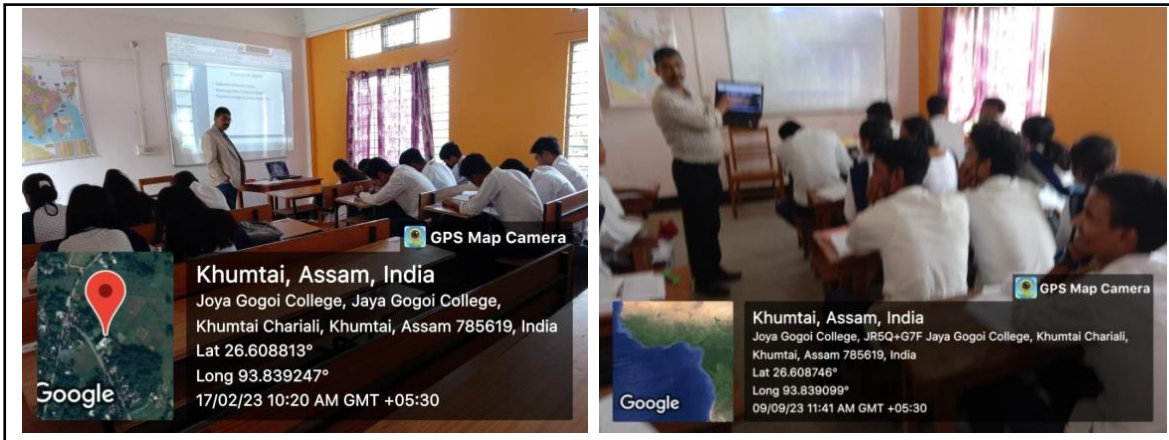 GPS Map Camera
Khumtai, Assam, India
Joya Gogoi College, Jaya Gogoi College,
Khumtai Chariali, Khumtai, Assam 785619, India
Lat 26.608813°
Long 93.839247°
17/02/23 10:20 AM GMT +05:30
Google
GPS Map Camera
Khumtai, Assam, India
Joya Gogoi College, JR5Q+G7F Jaya Gogoi College, Khumtai Chariali,
Khumtai, Assam 785619, India
Lat 26.608746°
Long 93.839099°
09/09/23 11:41 AM GMT +05:30
Google